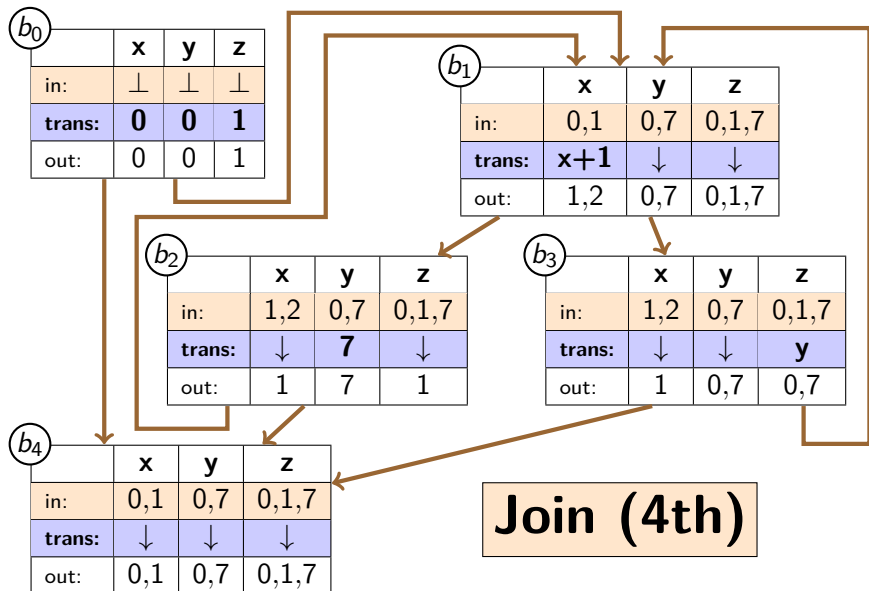 b0
x y z
in: ⊥ ⊥ ⊥
trans: 0 0 1
out: 0 0 1
b1
x y z
in: 0,1 0,7 0,1,7
trans: x+1 ↓ ↓
out: 1,2 0,7 0,1,7
b2
x y z
in: 1,2 0,7 0,1,7
trans: ↓ 7 ↓
out: 1 7 1
b3
x y z
in: 1,2 0,7 0,1,7
trans: ↓ ↓ y
out: 1 0,7 0,7
b4
x y z
in: 0,1 0,7 0,1,7
trans: ↓ ↓ ↓
out: 0,1 0,7 0,1,7
Join (4th)